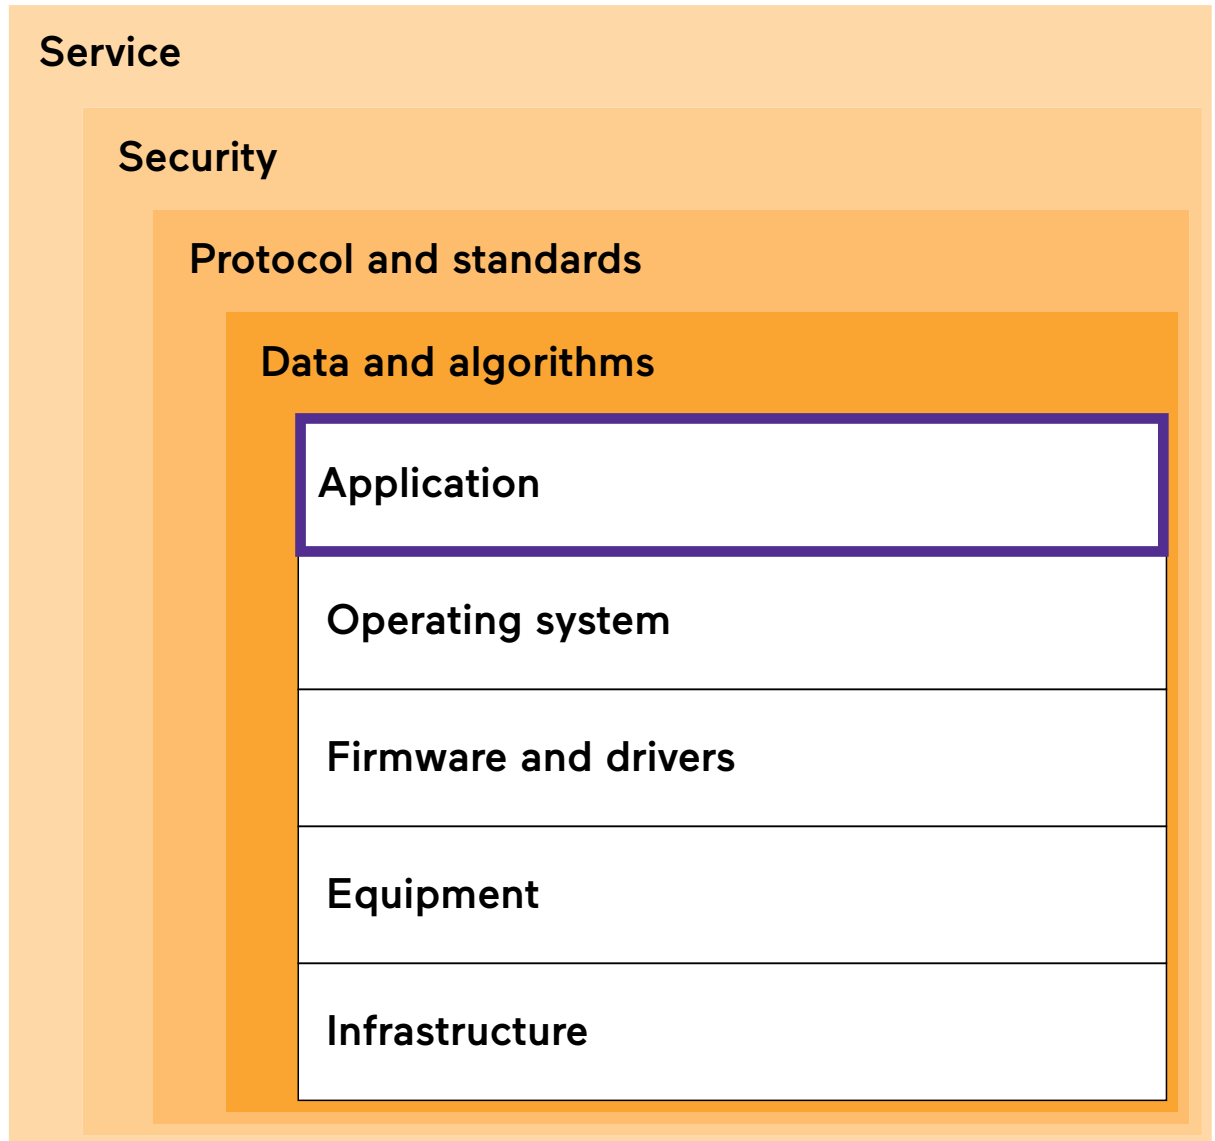 Service
Security
Protocol and standards
Data and algorithms
Application
Operating system
Firmware and drivers
Equipment
Infrastructure